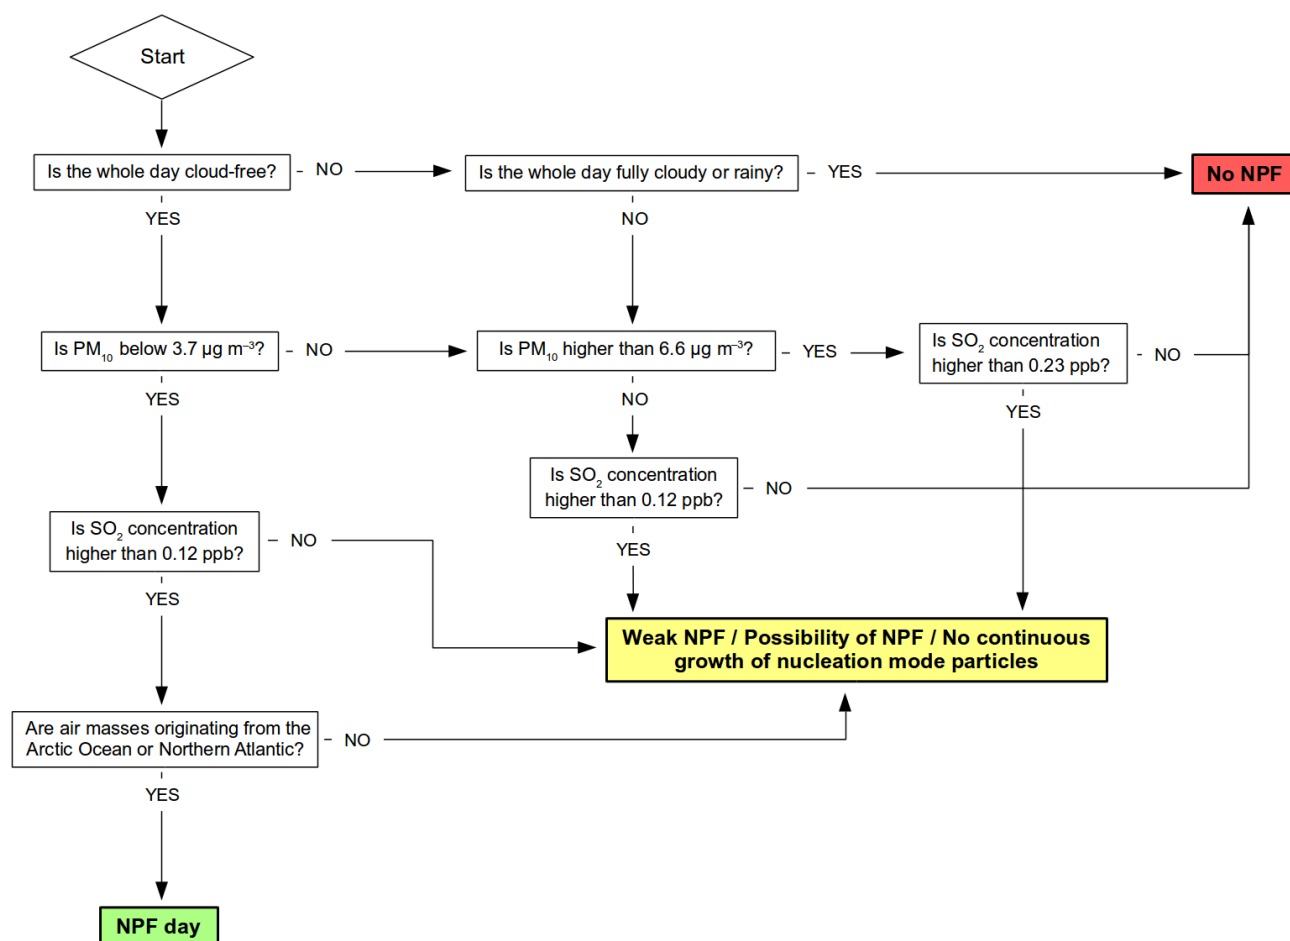 Start
Is the whole day cloud-free?
NO
Is the whole day fully cloudy or rainy?
YES
No NPF
YES
NO
Is PM₁₀ below 3.7 µg m⁻³?
NO
Is PM₁₀ higher than 6.6 µg m⁻³?
YES
Is SO₂ concentration
higher than 0.23 ppb?
NO
YES
NO
YES
Is SO₂ concentration
higher than 0.12 ppb?
NO
Is SO₂ concentration
higher than 0.12 ppb?
NO
YES
YES
Weak NPF / Possibility of NPF / No continuous
growth of nucleation mode particles
Are air masses originating from the
Arctic Ocean or Northern Atlantic?
NO
YES
NPF day